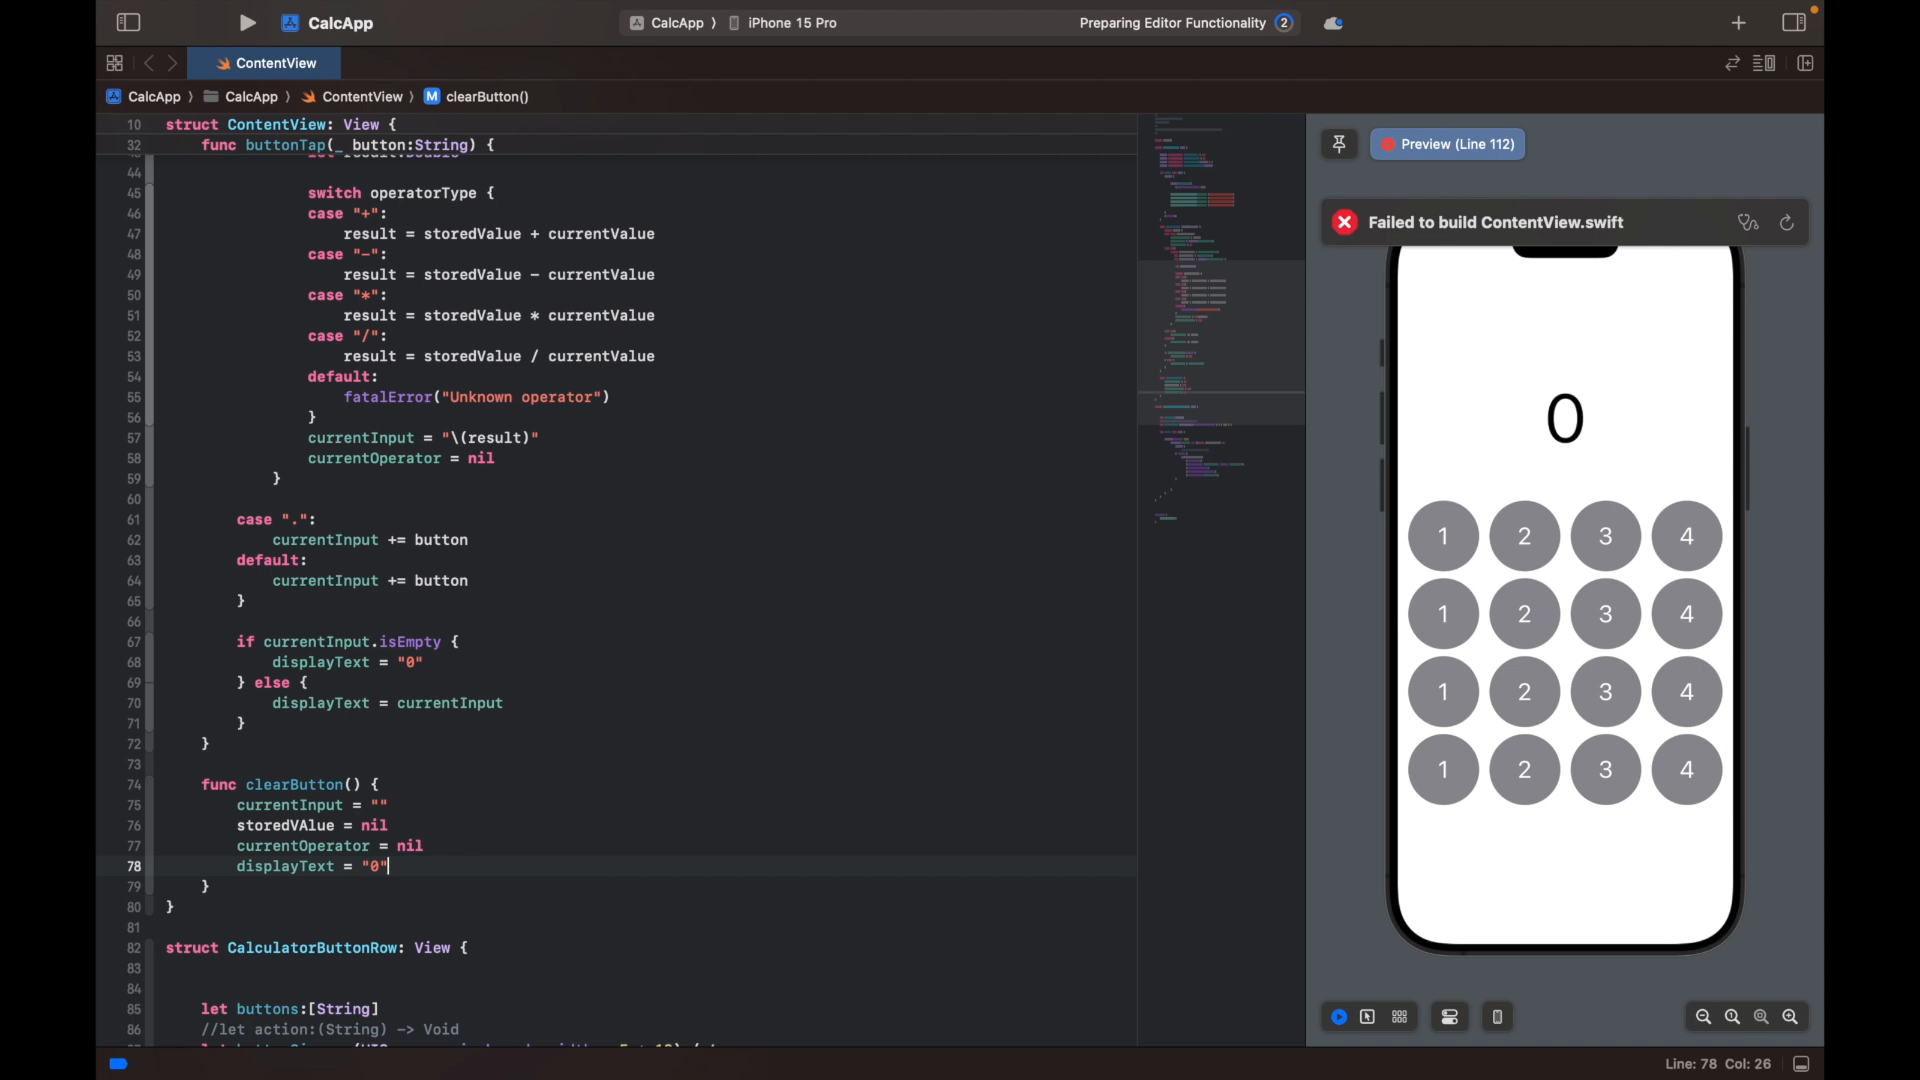 CalcApp
CalcApp 〉 iPhone 15 Pro
Preparing Editor Functionality 2
ContentView
CalcApp 〉 CalcApp 〉 ContentView 〉 M clearButton()
10 struct ContentView: View {
32 func buttonTap(_ button:String) {
44
45 switch operatorType {
46 case "+":
47 result = storedValue + currentValue
48 case "-":
49 result = storedValue - currentValue
50 case "*":
51 result = storedValue * currentValue
52 case "/":
53 result = storedValue / currentValue
54 default:
55 fatalError("Unknown operator")
56 }
57 currentInput = "\(result)"
58 currentOperator = nil
59 }
60
61 case ".":
62 currentInput += button
63 default:
64 currentInput += button
65 }
66
67 if currentInput.isEmpty {
68 displayText = "0"
69 } else {
70 displayText = currentInput
71 }
72 }
73
74 func clearButton() {
75 currentInput = ""
76 storedVAlue = nil
77 currentOperator = nil
78 displayText = "0"
79 }
80 }
81
82 struct CalculatorButtonRow: View {
83
84
85 let buttons:[String]
86 //let action:(String) -> Void
Preview (Line 112)
Failed to build ContentView.swift
0
1 2 3 4
1 2 3 4
1 2 3 4
1 2 3 4
Line: 78 Col: 26